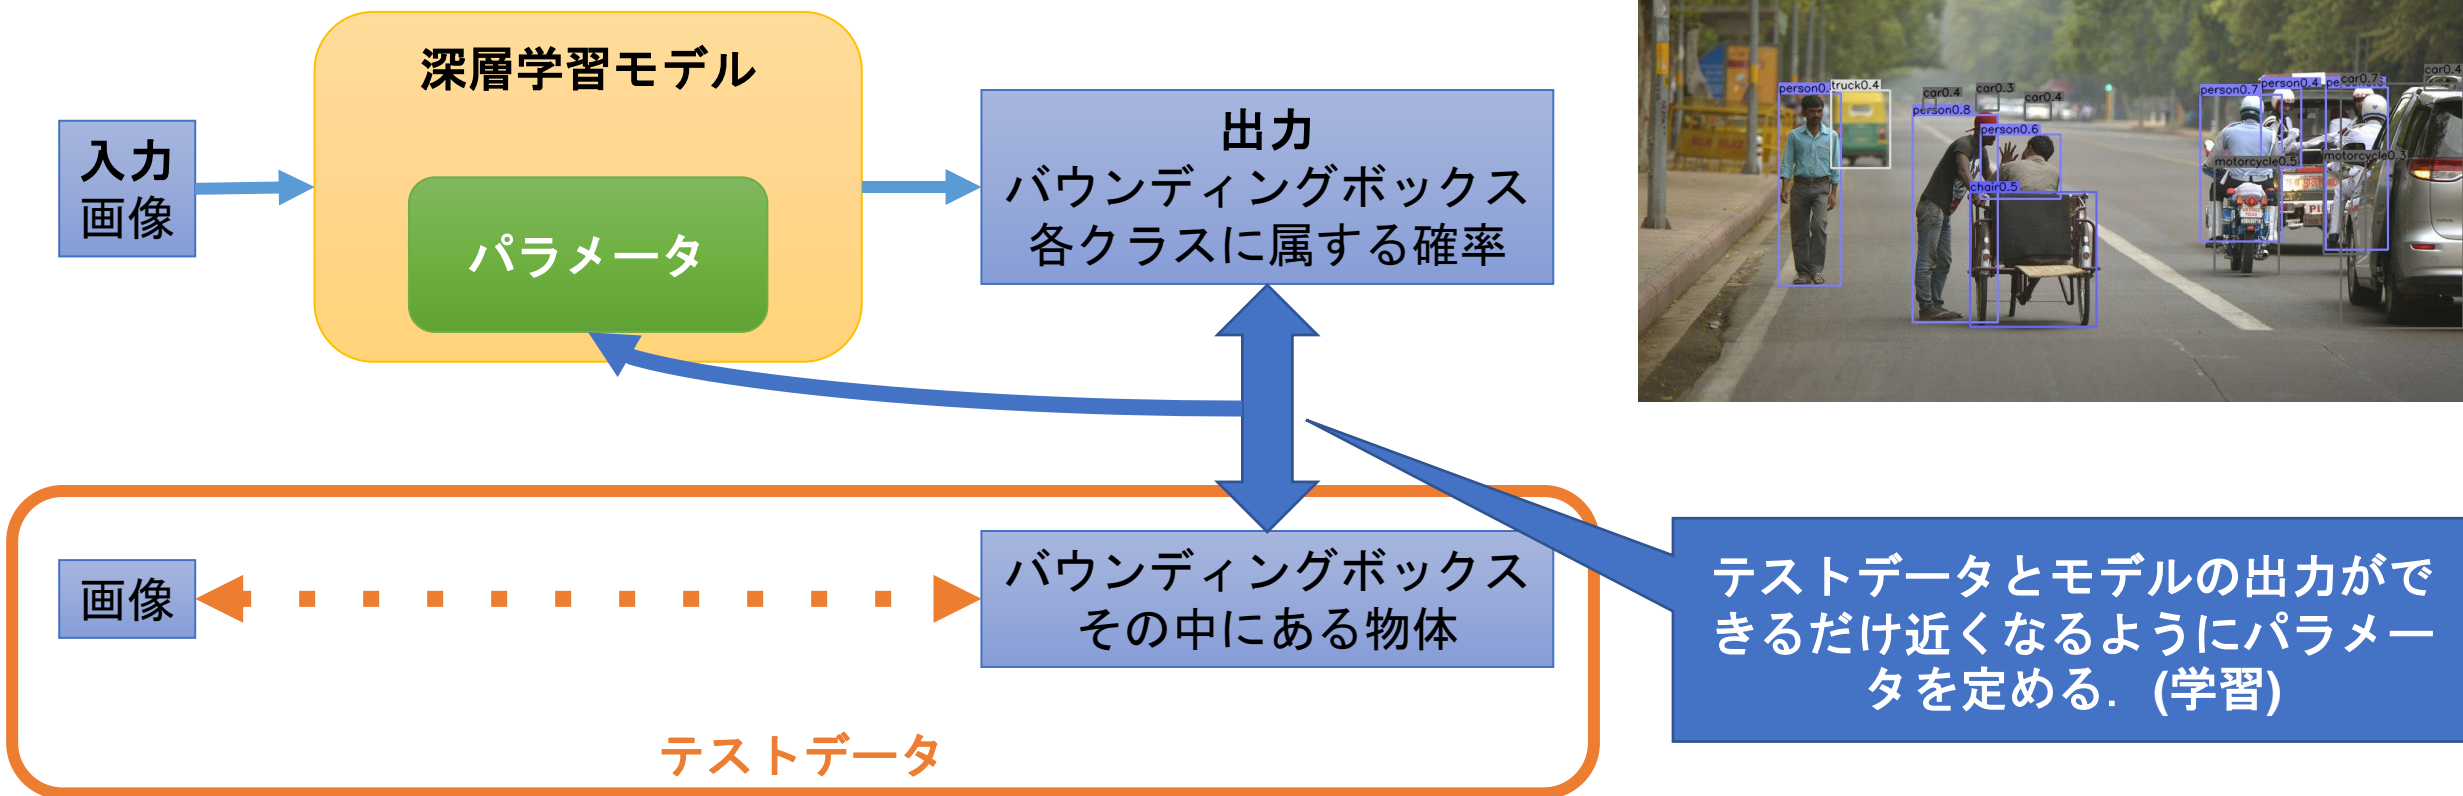 深層学習モデル
入力
画像
パラメータ
出力
バウンディングボックス
各クラスに属する確率
truck0.4
car0.4
car0.3
car0.4
person0.8
person0.6
chair0.5
person0.7
person0.4
car0.7
car0.4
motorcycle0.5
motorcycle0.3
画像
バウンディングボックス
その中にある物体
テストデータ
テストデータとモデルの出力がで
きるだけ近くなるようにパラメー
タを定める. (学習)